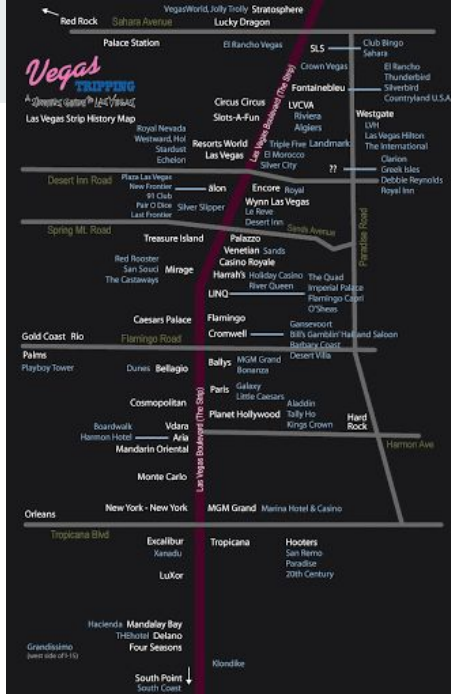 VegasWorld, Jolly Trolly Stratosphere
Red Rock
Sahara Avenue
Lucky Dragon
Palace Station
El Rancho Vegas
SLS
Club Bingo
Sahara
Crown Vegas
El Rancho
Thunderbird
Silverbird
Countryland U.S.A
Fontainebleu
Vegas
TRIPPING
Las Vegas Strip History Map
Circus Circus
Slots-A-Fun
LVCVA
Riviera
Algiers
Westgate
LVH
Las Vegas Hilton
The International
Las Vegas Boulevard (The Strip)
Royal Nevada
Westward, Ho!
Stardust
Echelon
Resorts World
Las Vegas
Triple Five Landmark
El Morocco
Silver City
??
Clarion
Greek Isles
Debbie Reynolds
Royal Inn
Desert Inn Road
Plaza Las Vegas
New Frontier
91 Club
Pair O Dice
Last Frontier
alon
Silver Slipper
Encore Royal
Wynn Las Vegas
Le Reve
Desert Inn
Sands Avenue
Paradise Road
Spring Mt. Road
Treasure Island
Palazzo
Venetian Sands
Casino Royale
Red Rooster
San Souci
The Castaways
Mirage
Harrah's
Holiday Casino
River Queen
LINQ
The Quad
Imperial Palace
Flamingo Capri
O'Sheas
Caesars Palace
Flamingo
Cromwell
Gansevoort
Bill's Gamblin' Hall and Saloon
Barbary Coast
Desert Villa
Gold Coast Rio
Flamingo Road
Palms
Playboy Tower
Dunes Bellagio
Ballys
MGM Grand
Bonanza
Paris
Galaxy
Little Caesars
Las Vegas Boulevard (The Strip)
Cosmopolitan
Planet Hollywood
Aladdin
Tally Ho
Kings Crown
Hard
Rock
Boardwalk
Harmon Hotel
Vdara
Aria
Mandarin Oriental
Harmon Ave
Monte Carlo
Orleans
New York - New York
MGM Grand Marina Hotel & Casino
Tropicana Blvd
Excalibur
Xanadu
Tropicana
Hooters
San Remo
Paradise
20th Century
LuXor
Hacienda Mandalay Bay
THEhotel Delano
Four Seasons
Grandissimo
(west side of I-15)
Klondike
South Point
South Coast